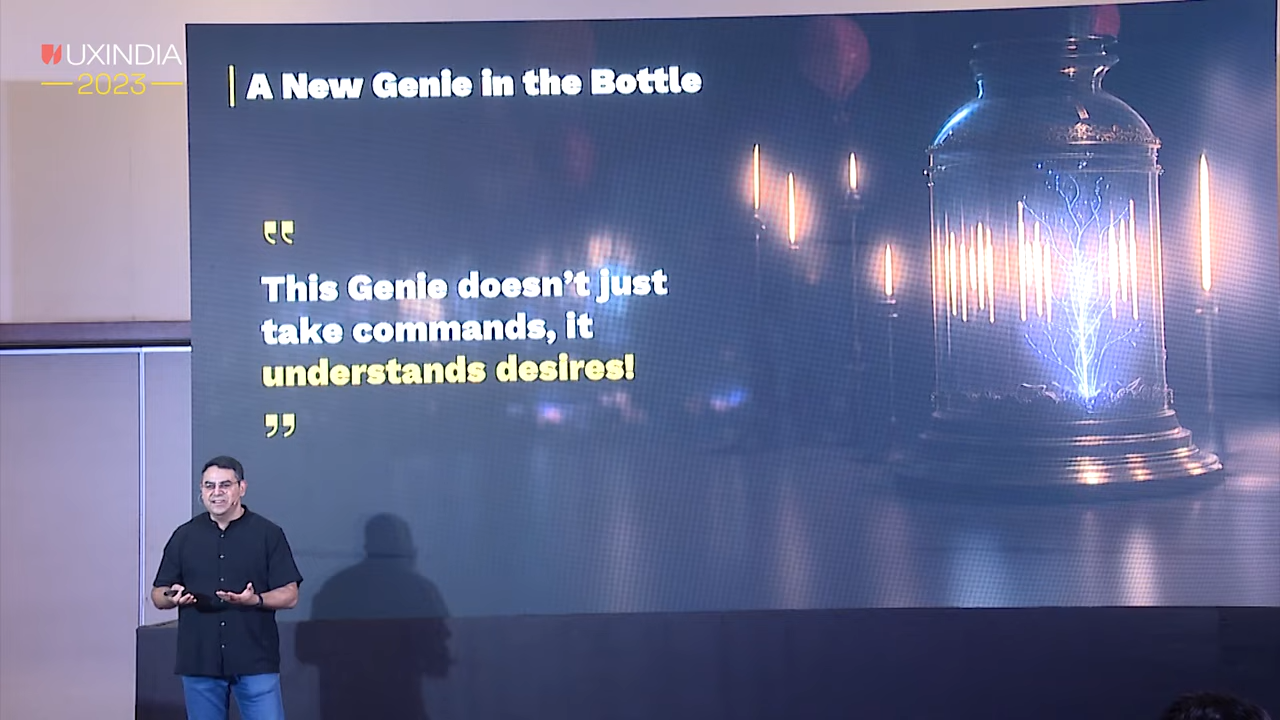 UXINDIA
2023
A New Genie in the Bottle
"
This Genie doesn't just
take commands, it
understands desires!
"